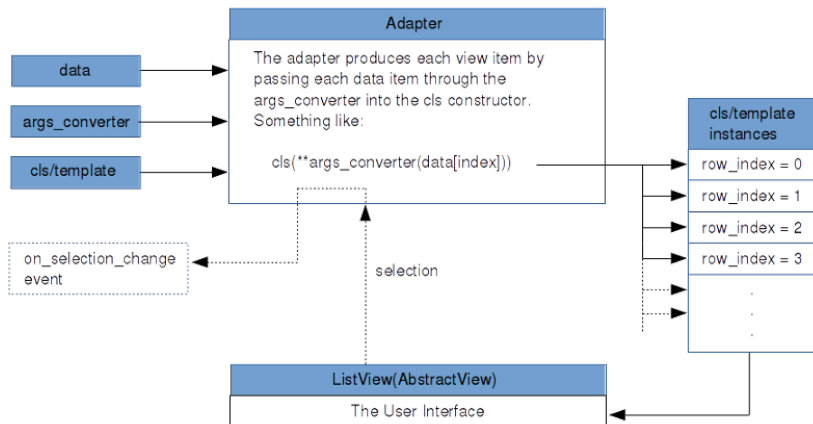 Adapter
The adapter produces each view item by
passing each data item through the
args_converter into the cls constructor.
Something like:
cls(**args_converter(data[index]))
data
args_converter
cls/template
on_selection_change
event
selection
cls/template
instances
row_index = 0
row_index = 1
row_index = 2
row_index = 3
.
.
.
ListView(AbstractView)
The User Interface